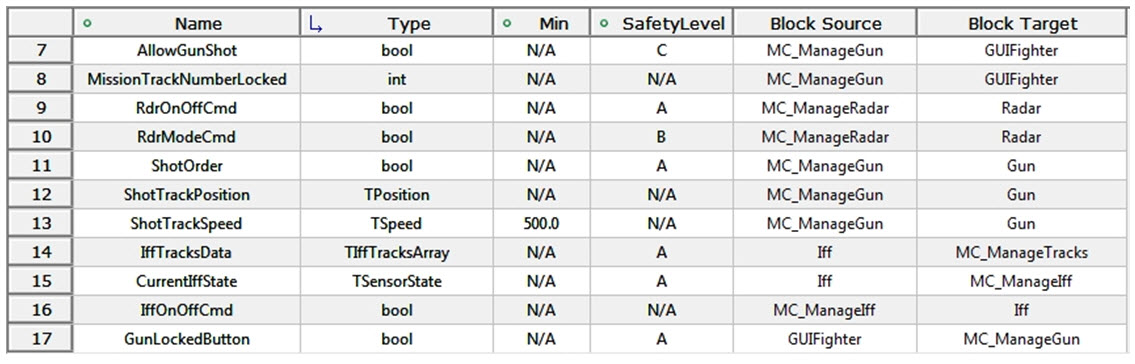 Name Type Min SafetyLevel Block Source Block Target
7 AllowGunShot bool N/A C MC_ManageGun GUIFighter
8 MissionTrackNumberLocked int N/A N/A MC_ManageGun GUIFighter
9 RdrOnOffCmd bool N/A A MC_ManageRadar Radar
10 RdrModeCmd bool N/A B MC_ManageRadar Radar
11 ShotOrder bool N/A A MC_ManageGun Gun
12 ShotTrackPosition TPosition N/A N/A MC_ManageGun Gun
13 ShotTrackSpeed TSpeed 500.0 N/A MC_ManageGun Gun
14 IffTracksData TIffTracksArray N/A A Iff MC_ManageTracks
15 CurrentIffState TSensorState N/A A Iff MC_ManageIff
16 IffOnOffCmd bool N/A N/A MC_ManageIff Iff
17 GunLockedButton bool N/A A GUIFighter MC_ManageGun